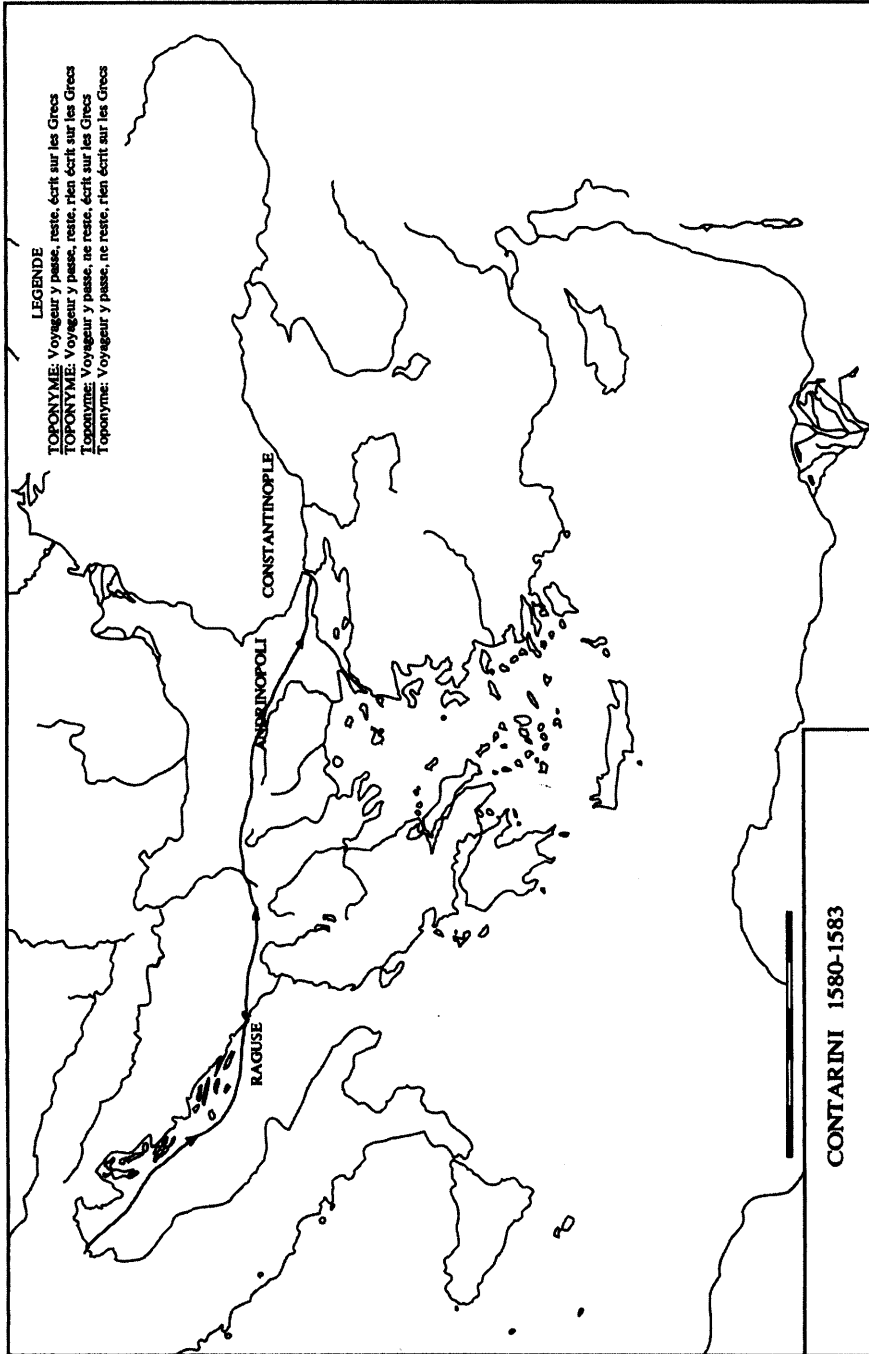 LEGENDE
TOPONYME: Voyageur y passe, reste, écrit sur les Grecs
TOPONYME: Voyageur y passe, reste, rien écrit sur les Grecs
Toponyme: Voyageur y passe, ne reste, écrit sur les Grecs
Toponyme: Voyageur y passe, ne reste, rien écrit sur les Grecs
CONSTANTINOPLE
ANDRINOPOLI
RAGUSE
CONTARINI 1580-1583